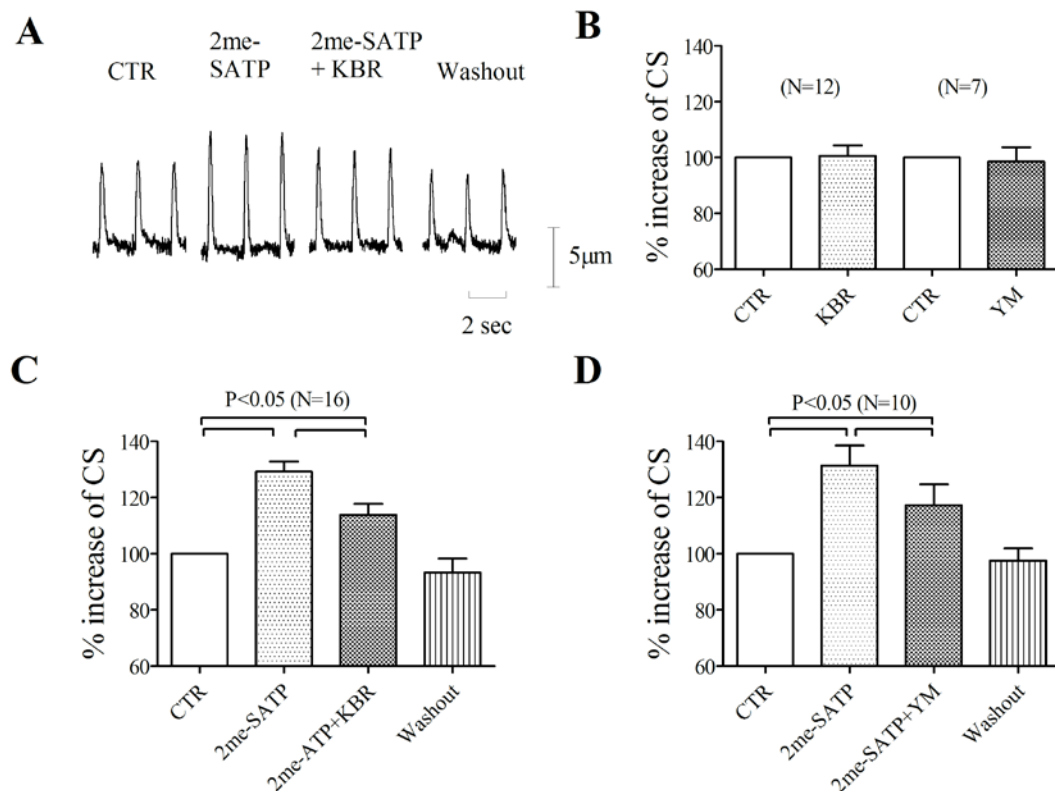 A
CTR
2me-
SATP
2me-SATP
+ KBR
Washout
5μm
2 sec
B
% increase of CS
140
120
100
80
60
(N=12)
(N=7)
CTR
KBR
CTR
YM
C
P<0.05 (N=16)
% increase of CS
140
120
100
80
60
CTR
2me-SATP
2me-ATP+KBR
Washout
D
P<0.05 (N=10)
% increase of CS
140
120
100
80
60
CTR
2me-SATP
2me-SATP+YM
Washout